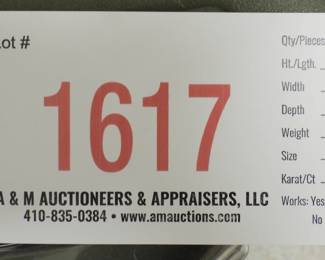 Lot #
1617
A & M AUCTIONEERS & APPRAISERS, LLC
410-835-0384 • www.amauctions.com
Qty/Pieces
Ht./Lgth.
Width
Depth
Weight
Size
Karat/Ct
Works: Yes
No